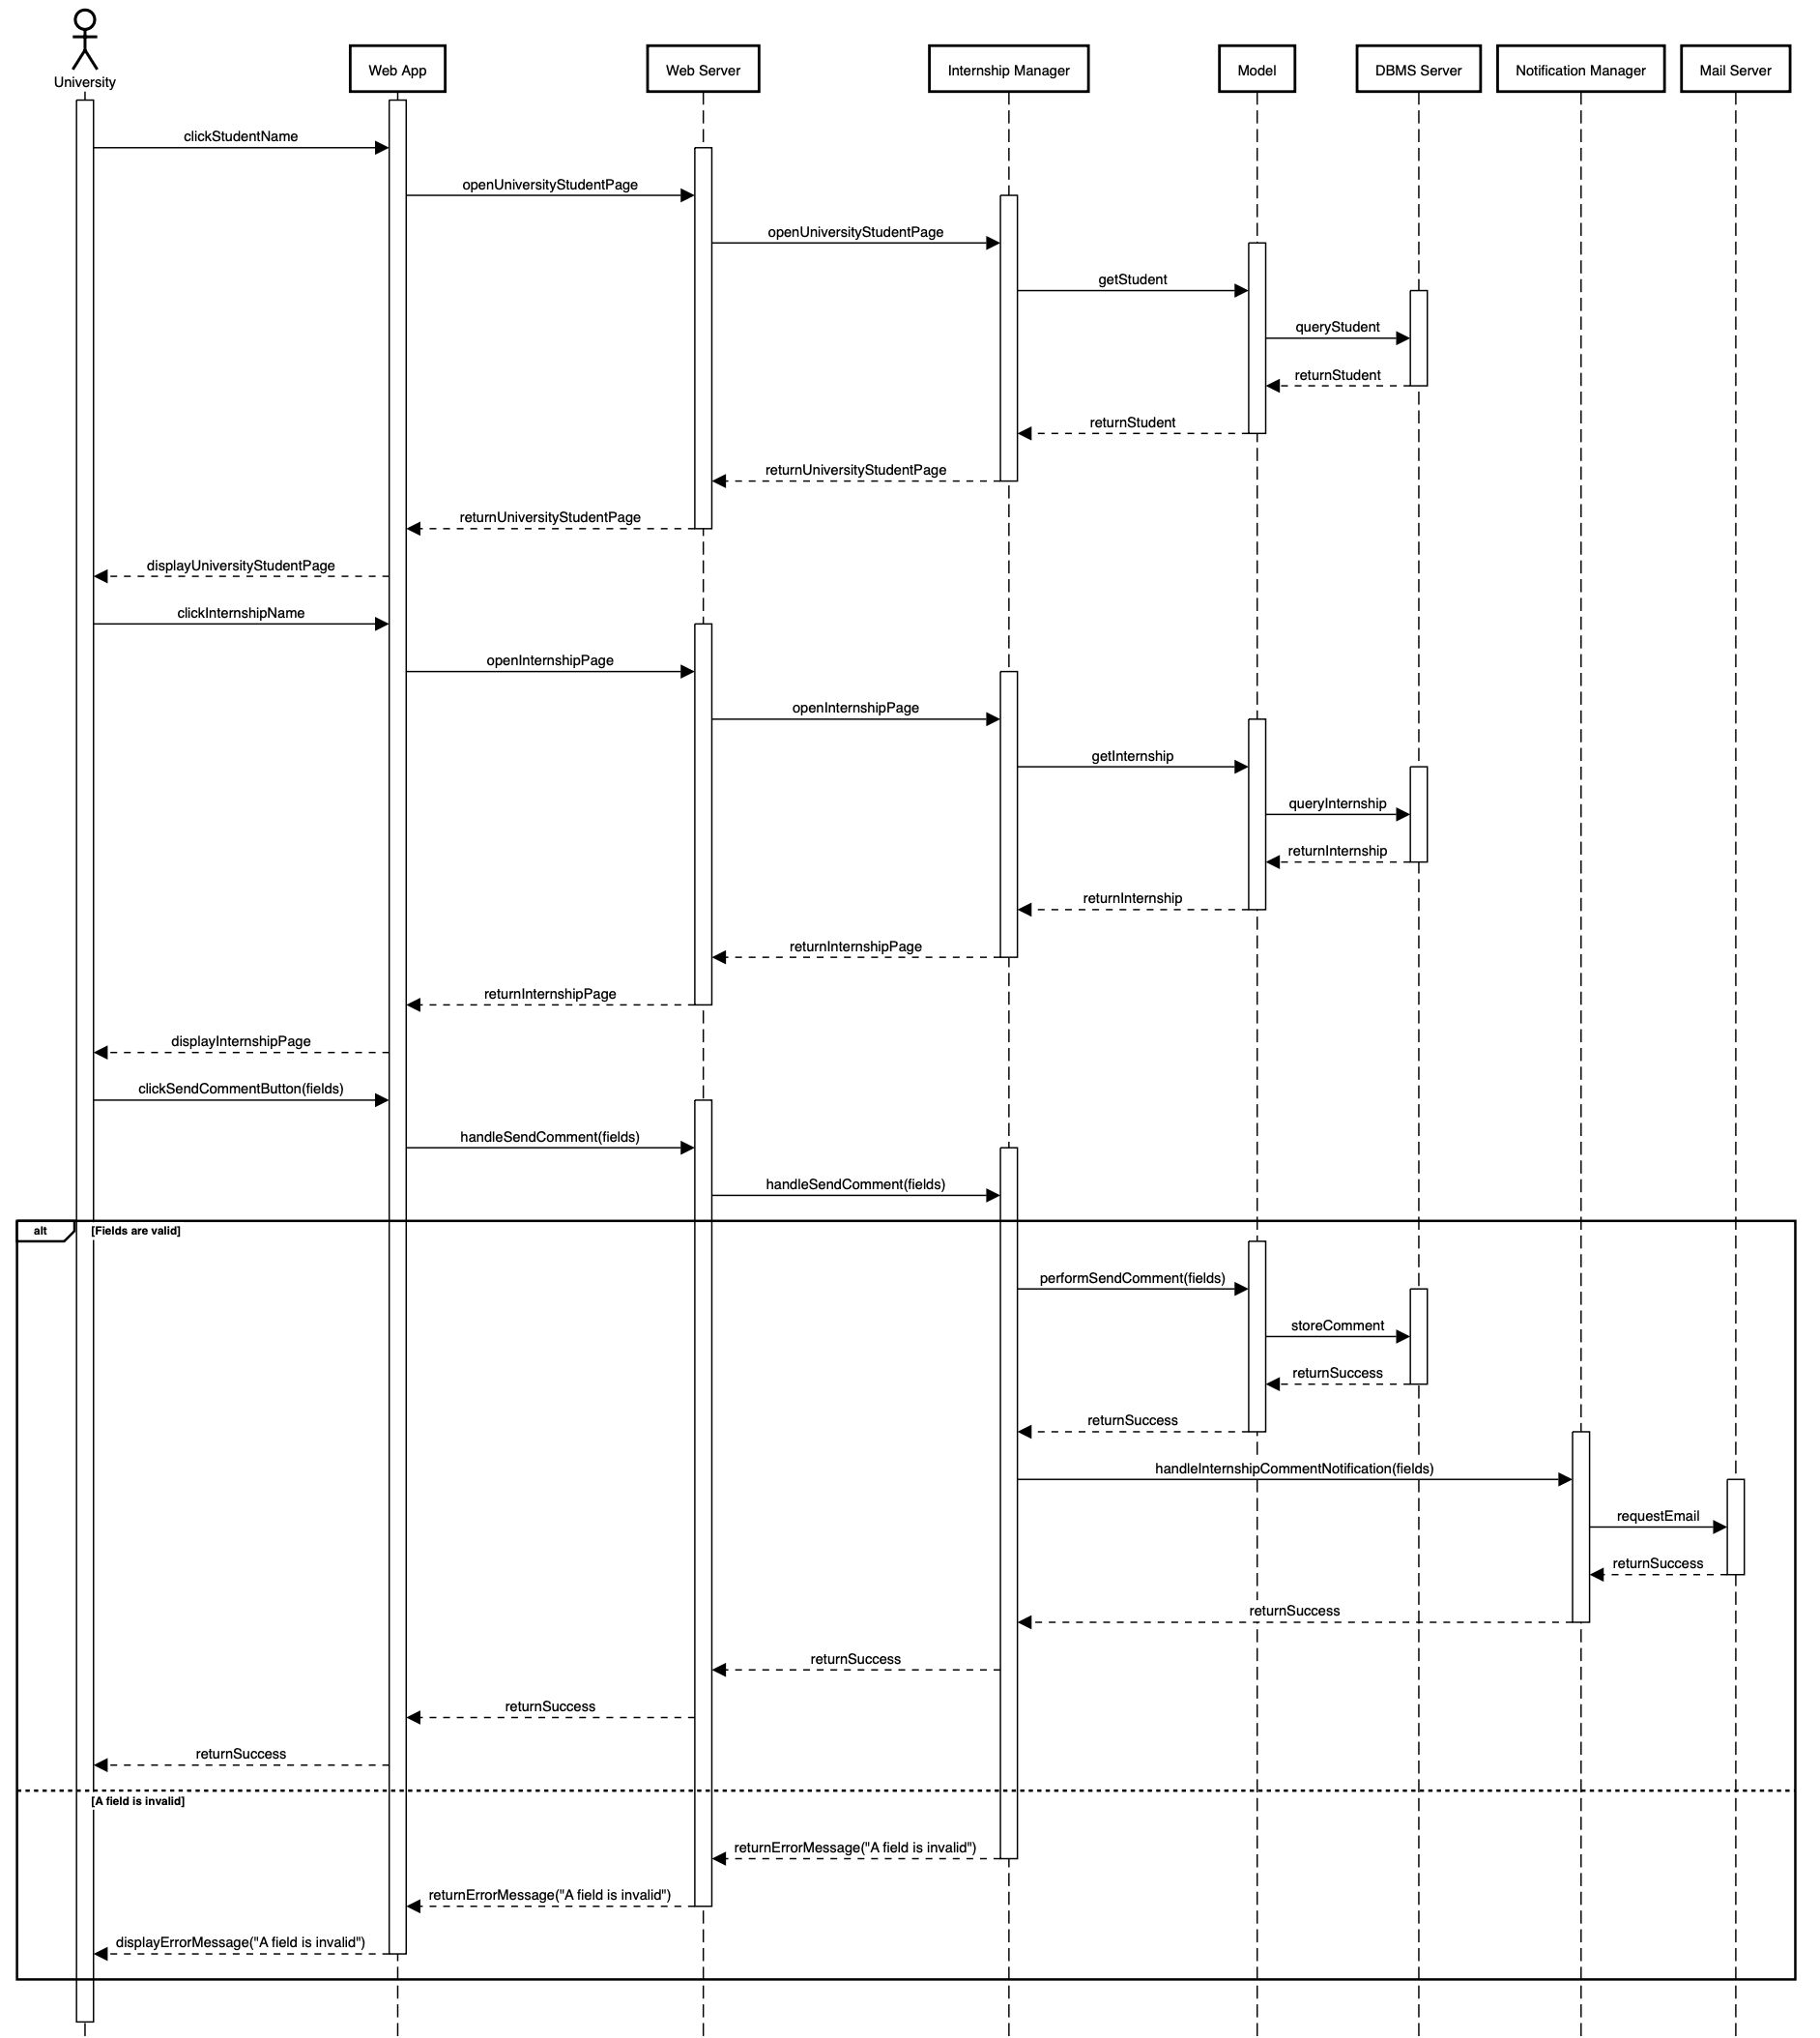 University
Web App
Web Server
Internship Manager
Model
DBMS Server
Notification Manager
Mail Server
clickStudentName
openUniversityStudentPage
openUniversityStudentPage
getStudent
queryStudent
returnStudent
returnStudent
returnUniversityStudentPage
returnUniversityStudentPage
displayUniversityStudentPage
clickInternshipName
openInternshipPage
openInternshipPage
getInternship
queryInternship
returnInternship
returnInternship
returnInternshipPage
returnInternshipPage
displayInternshipPage
clickSendCommentButton(fields)
handleSendComment(fields)
handleSendComment(fields)
alt
[Fields are valid]
performSendComment(fields)
storeComment
returnSuccess
returnSuccess
handleInternshipCommentNotification(fields)
requestEmail
returnSuccess
returnSuccess
returnSuccess
returnSuccess
returnSuccess
[A field is invalid]
returnErrorMessage("A field is invalid")
returnErrorMessage("A field is invalid")
displayErrorMessage("A field is invalid")